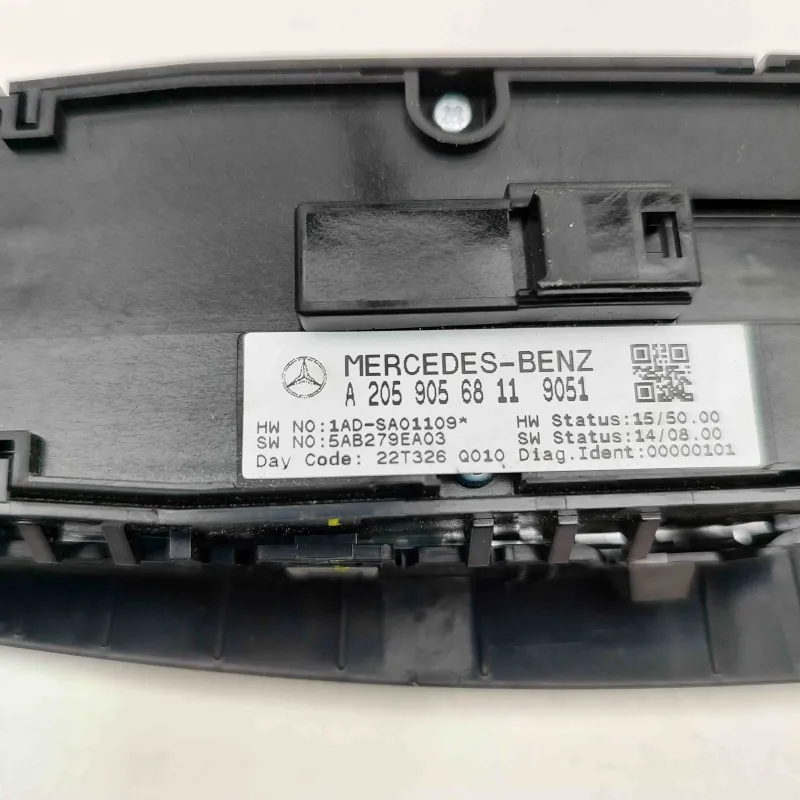 MERCEDES-BENZ
A 205 905 68 11 9051
HW NO:1AD-SA01109* HW Status:15/50.00
SW NO:5AB279EA03 SW Status:14/08.00
Day Code: 22T326 Q010 Diag.Ident:00000101